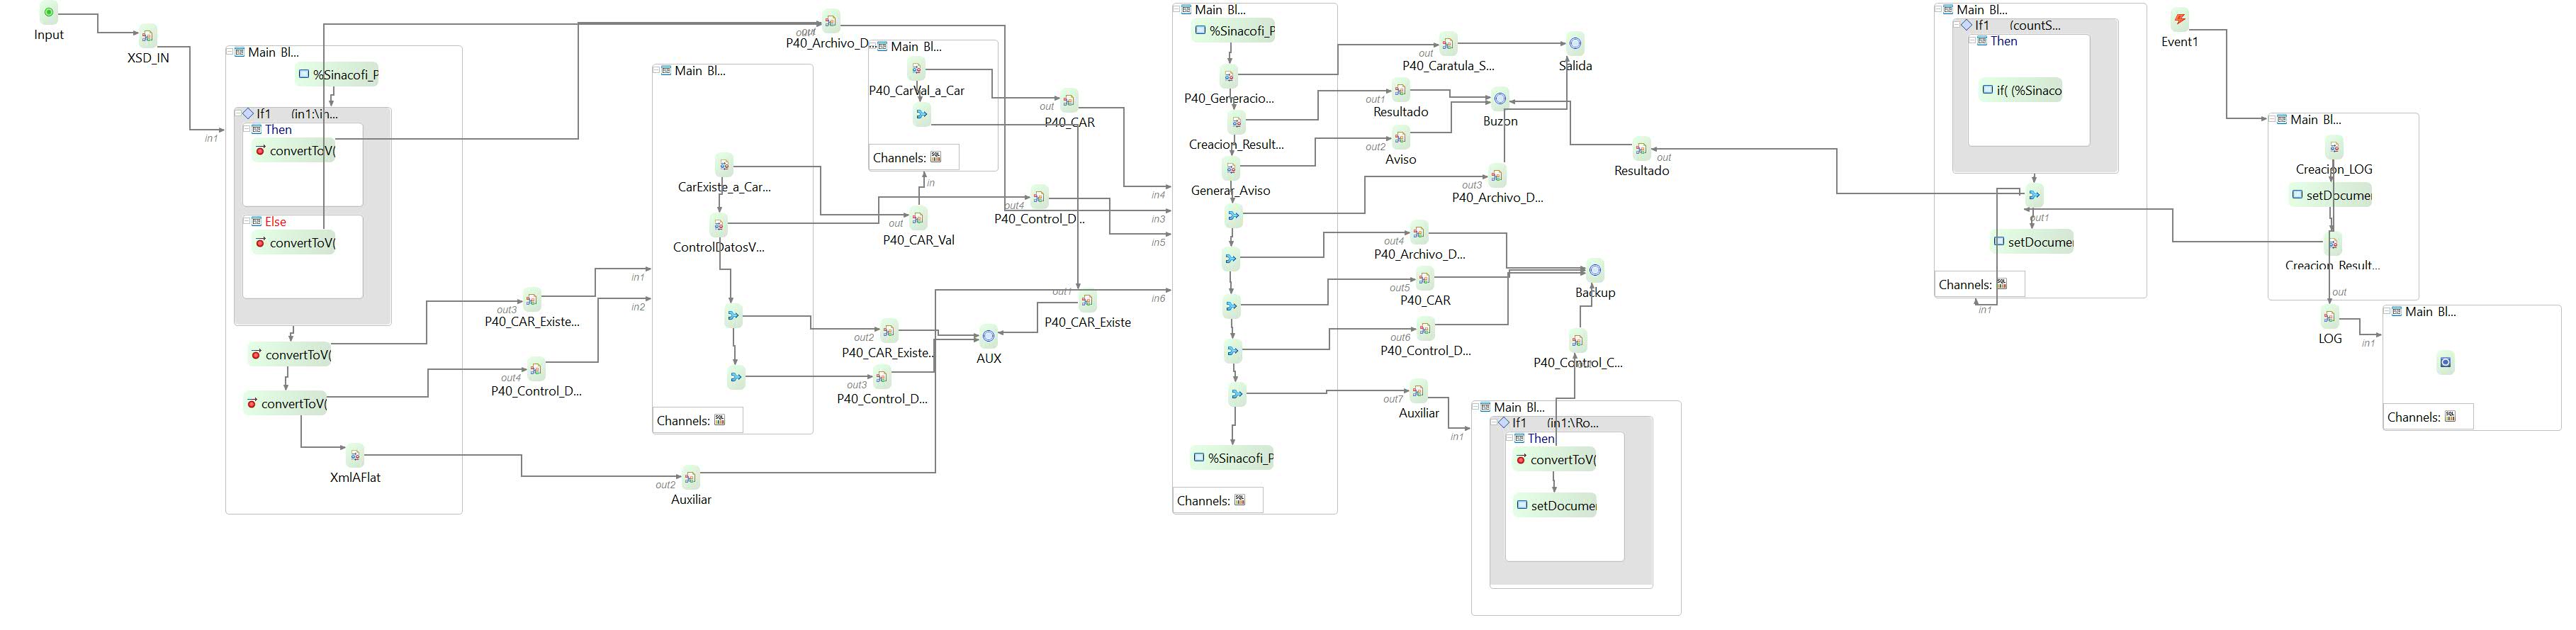 Input
XSD_IN
in1
Main Bl...
%Sinacofi_P
If1 (in1:\in...
Then
convertToV(
Else
convertToV(
convertToV(
convertToV(
XmlAFlat
out3
P40_CAR_Existe...
out4
P40_Control_D...
out2
Auxiliar
in1
in2
Main Bl...
CarExiste_a_Car...
ControlDatosV...
Channels:
P40_Archivo_D...
Main Bl...
P40_CarVal_a_Car
Channels:
in
out
P40_CAR_Val
out
P40_CAR
out4
P40_Control_D...
out2
P40_CAR_Existe...
out3
P40_Control_D...
AUX
out1
P40_CAR_Existe
in4
in3
in5
in6
Main Bl...
%Sinacofi_P
P40_Generacio...
Creacion_Result...
Generar_Aviso
%Sinacofi_P
Channels:
out
P40_Caratula_S...
Salida
out1
Resultado
Buzon
out2
Aviso
out3
P40_Archivo_D...
out4
P40_Archivo_D...
out5
P40_CAR
Backup
out6
P40_Control_D...
P40_Control_C...
out7
Auxiliar
in1
Main Bl...
If1 (in1:\Ro...
Then
convertToV(
setDocume
out
Resultado
Main Bl...
If1 (countS...
Then
if( (%Sinaco
out1
setDocume
Channels:
in1
Event1
Main Bl...
Creacion_LOG
setDocume
Creacion_Result...
out
LOG
in1
Main Bl...
Channels: